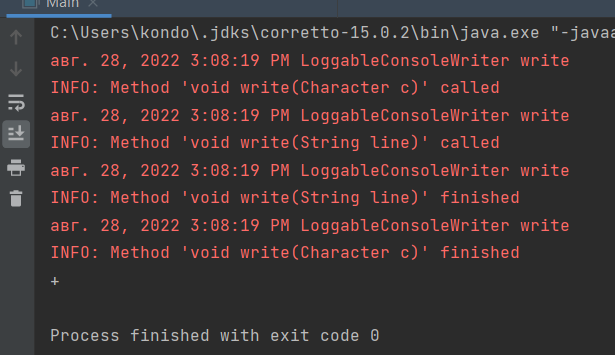 Main
C:\Users\kondo\.jdks\corretto-15.0.2\bin\java.exe "-java
авг. 28, 2022 3:08:19 PM LoggableConsoleWriter write
INFO: Method 'void write(Character c)' called
авг. 28, 2022 3:08:19 PM LoggableConsoleWriter write
INFO: Method 'void write(String line)' called
авг. 28, 2022 3:08:19 PM LoggableConsoleWriter write
INFO: Method 'void write(String line)' finished
авг. 28, 2022 3:08:19 PM LoggableConsoleWriter write
INFO: Method 'void write(Character c)' finished
+
Process finished with exit code 0